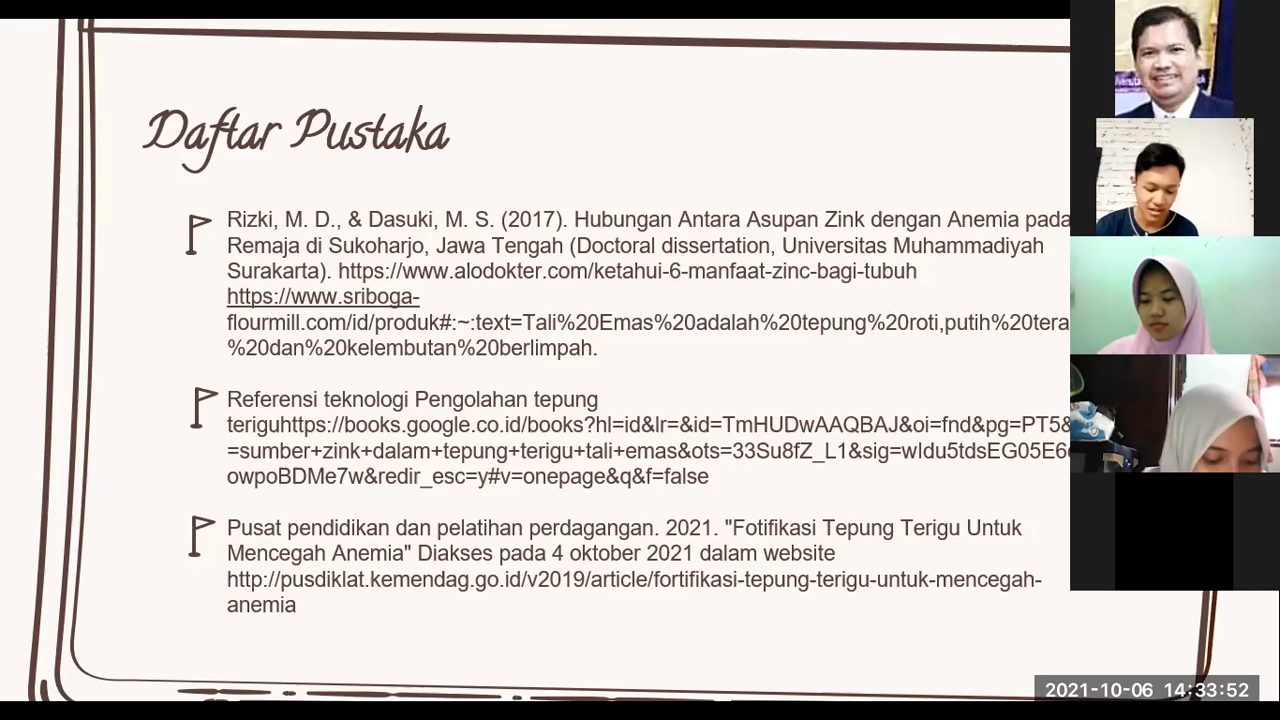 Daftar Pustaka
Rizki, M. D., & Dasuki, M. S. (2017). Hubungan Antara Asupan Zink dengan Anemia pada
Remaja di Sukoharjo, Jawa Tengah (Doctoral dissertation, Universitas Muhammadiyah
Surakarta). https://www.alodokter.com/ketahui-6-manfaat-zinc-bagi-tubuh
https://www.sriboga-
flourmill.com/id/produk#:~:text=Tali%20Emas%20adalah%20tepung%20roti,putih%20tera
%20dan%20kelembutan%20berlimpah.
Referensi teknologi Pengolahan tepung
teriguhttps://books.google.co.id/books?hl=id&lr=&id=TmHUDwAAQBAJ&oi=fnd&pg=PT5&
=sumber+zink+dalam+tepung+terigu+tali+emas&ots=33Su8fZ_L1&sig=wIdu5tdsEG05E6
owpoBDMe7w&redir_esc=y#v=onepage&q&f=false
Pusat pendidikan dan pelatihan perdagangan. 2021. "Fotifikasi Tepung Terigu Untuk
Mencegah Anemia" Diakses pada 4 oktober 2021 dalam website
http://pusdiklat.kemendag.go.id/v2019/article/fortifikasi-tepung-terigu-untuk-mencegah-
anemia
2021-10-06 14:33:52